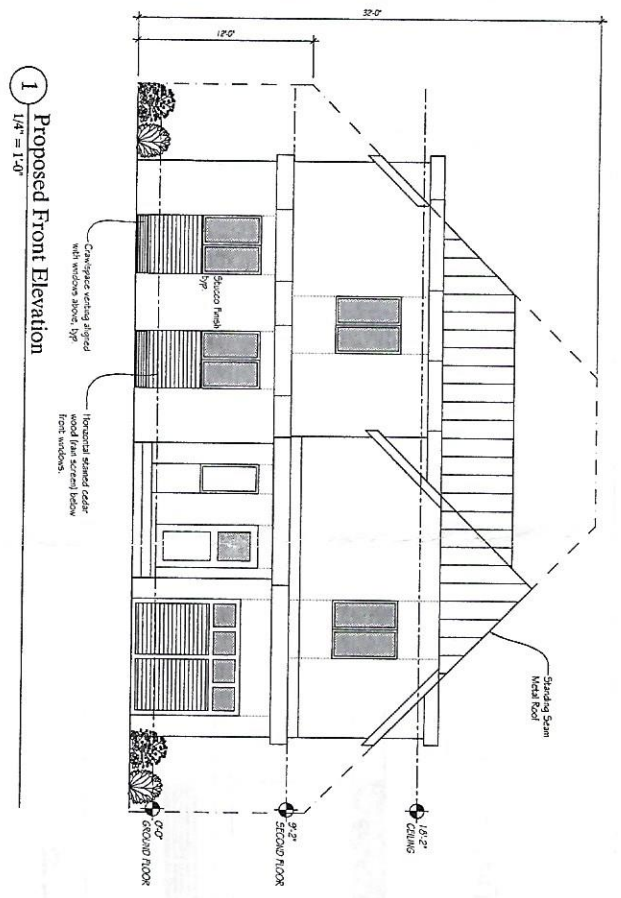 32'-0"
12'-0"
Standing Seam
Metal Roof
18'-2"
CEILING
9'-2"
SECOND FLOOR
0'-0"
GROUND FLOOR
Stucco Finish
typ.
Crawlspace venting aligned
with windows above, typ
Horizontal stained cedar
wood (rain screen) below
front windows.
1
Proposed Front Elevation
1/4" = 1'-0"